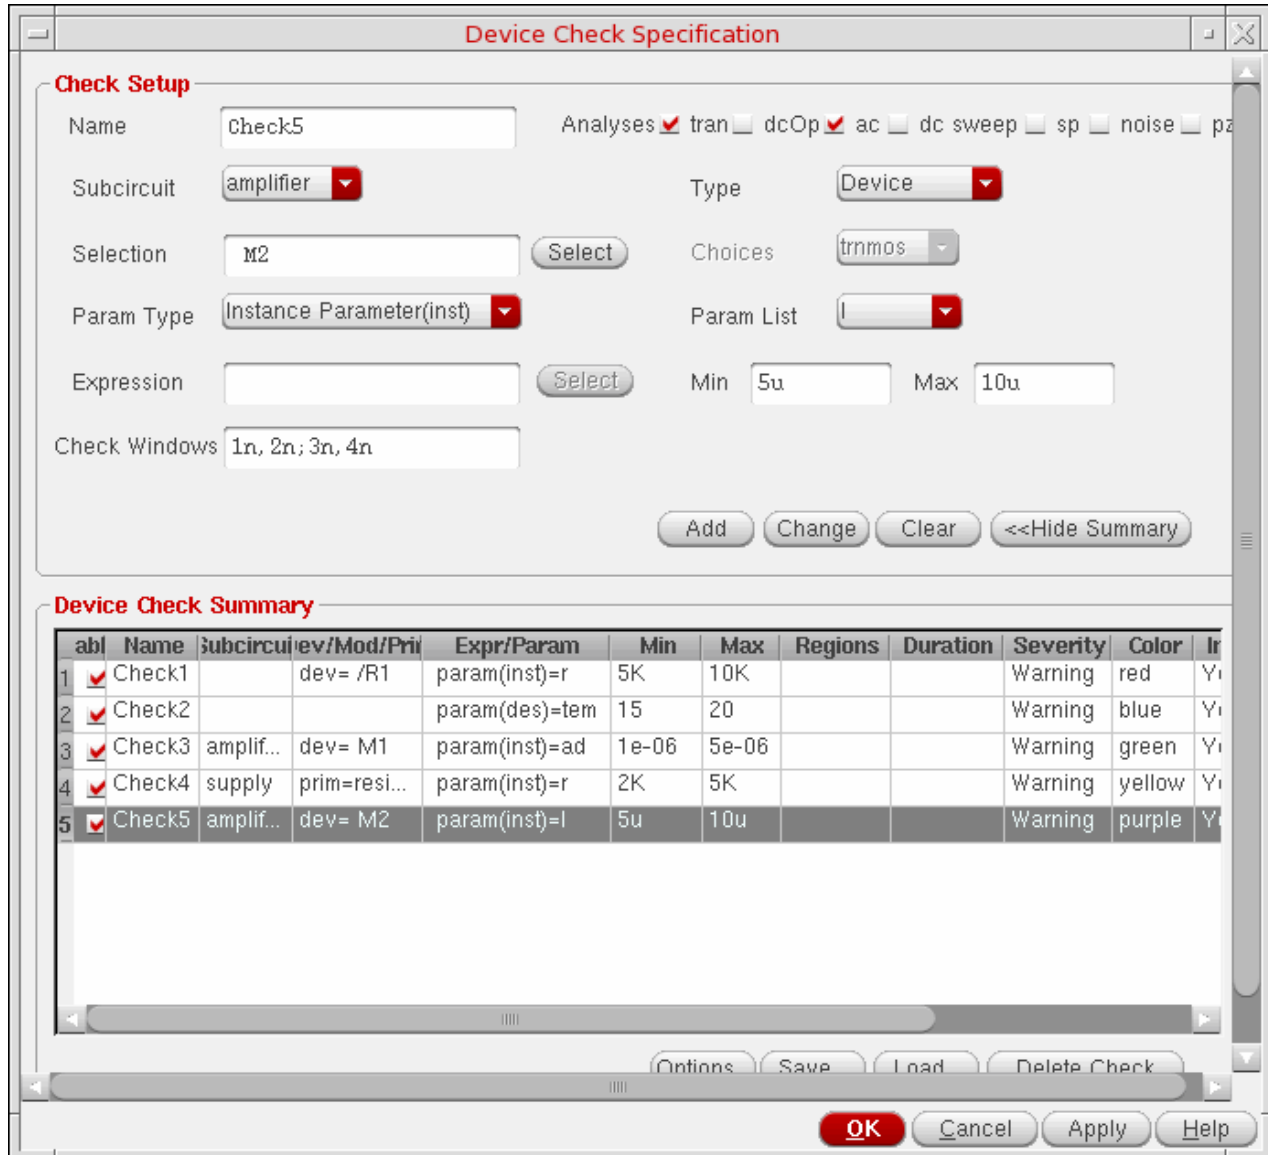 Device Check Specification
Check Setup
Name Check5 Analyses tran dcOp ac dc sweep sp noise
Subcircuit amplifier Type Device
Selection M2 Select Choices trnmos
Param Type Instance Parameter(inst) Param List l
Expression Select Min 5u Max 10u
Check Windows 1n, 2n; 3n, 4n
Add Change Clear <<Hide Summary
Device Check Summary
Name Expr/Param Min Max Regions Duration Severity Color
1 Check1 dev= /R1 param(inst)=r 5K 10K Warning red
2 Check2 param(des)=tem 15 20 Warning blue
3 Check3 amplif... dev= M1 param(inst)=ad 1e-06 5e-06 Warning green
4 Check4 supply prim=resi... param(inst)=r 2K 5K Warning yellow
5 Check5 amplif... dev= M2 param(inst)=l 5u 10u Warning purple
Options Save... Load... Delete Check
OK Cancel Apply Help